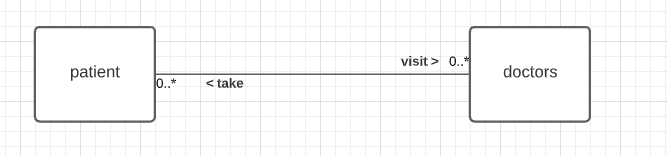 visit > 0..*
patient
doctors
0..* < take